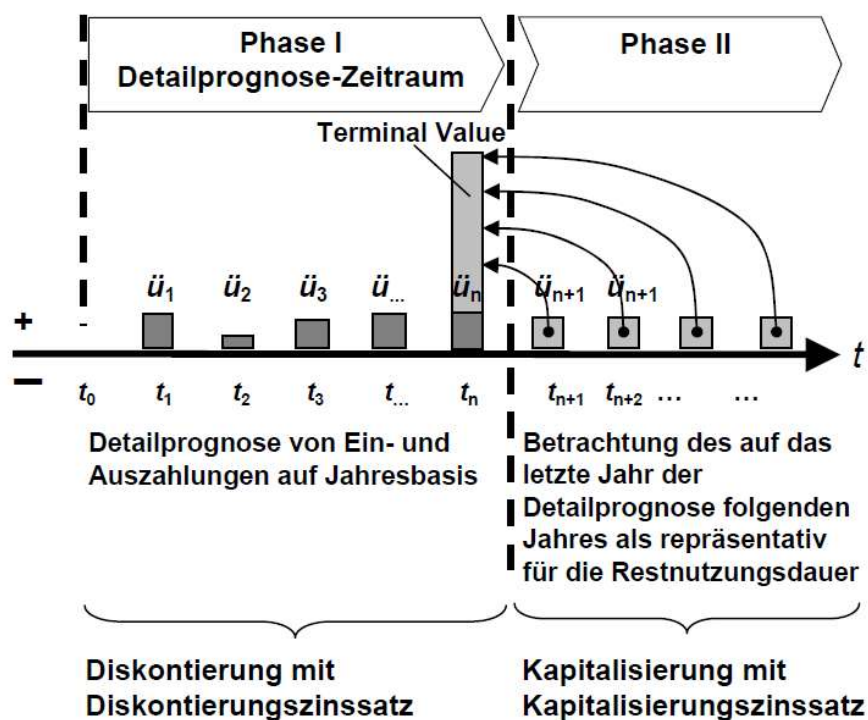 Phase I
Detailprognose-Zeitraum
Phase II
Terminal Value
ü1 ü2 ü3 ü... ün ün+1 ün+1
+
-
–
t
t0 t1 t2 t3 t... tn tn+1 tn+2 ... ...
Detailprognose von Ein- und
Auszahlungen auf Jahresbasis
Betrachtung des auf das
letzte Jahr der
Detailprognose folgenden
Jahres als repräsentativ
für die Restnutzungsdauer
Diskontierung mit
Diskontierungszinssatz
Kapitalisierung mit
Kapitalisierungszinssatz